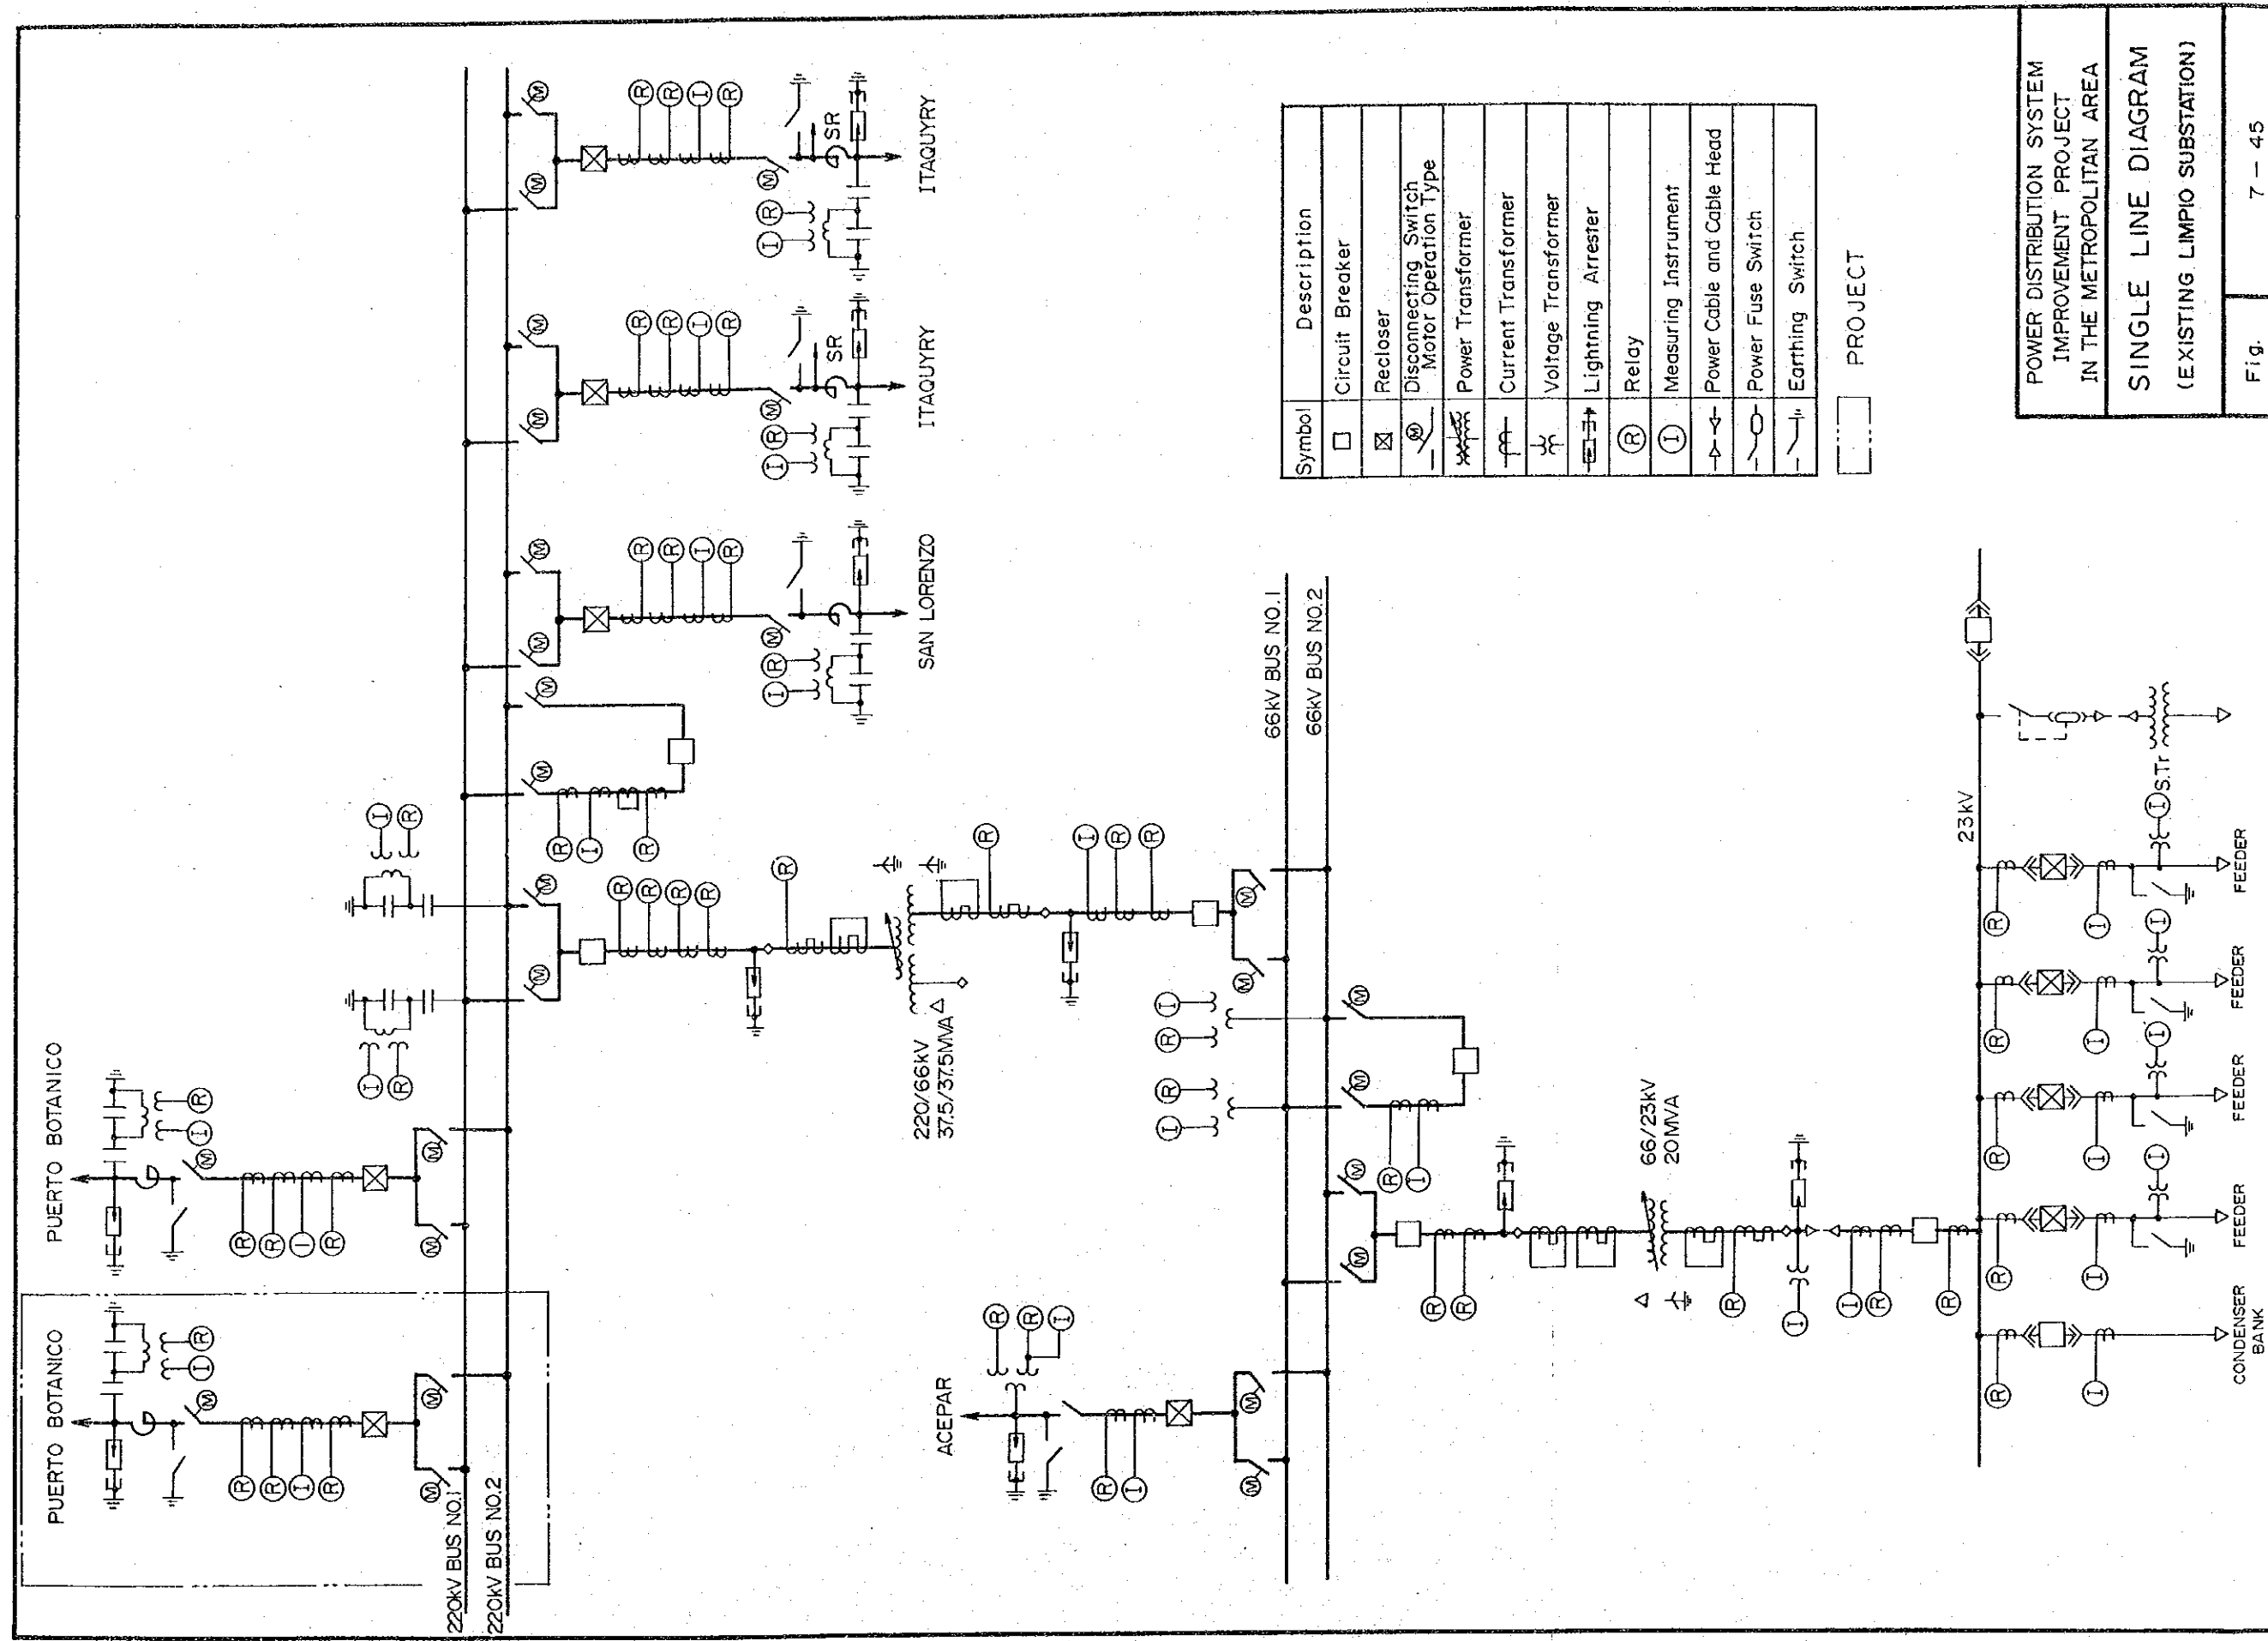 PUERTO BOTANICO
PUERTO BOTANICO
M
M
M
M
M
M
R
R
I
R
R
R
I
R
I
R
I
R
220kV BUS NO.1
220kV BUS NO.2
I
R
I
R
M
M
M
M
M
M
M
M
M
M
R
I
R
R
R
R
R
R
R
R
I
R
R
R
I
R
R
R
I
R
M
M
M
I
R
I
R
I
R
SR
SR
SAN LORENZO
ITAQUYRY
ITAQUYRY
220/66kV
37.5/37.5MVA
R
I
R
R
M
M
ACEPAR
R
R
I
R
I
M
M
66kV BUS NO.1
66kV BUS NO.2
I
R
R
I
M
M
M
M
R
I
R
R
66/23kV
20MVA
R
I
I
R
R
23kV
R
R
R
R
R
I
I
I
I
I
I
I
I
I
S.Tr
CONDENSER
BANK
FEEDER
FEEDER
FEEDER
FEEDER
Symbol Description
Circuit Breaker
Recloser
M Disconnecting Switch
Motor Operation Type
Power Transformer
Current Transformer
Voltage Transformer
Lightning Arrester
R Relay
I Measuring Instrument
Power Cable and Cable Head
Power Fuse Switch
Earthing Switch
PROJECT
POWER DISTRIBUTION SYSTEM
IMPROVEMENT PROJECT
IN THE METROPOLITAN AREA
SINGLE LINE DIAGRAM
(EXISTING LIMPIO SUBSTATION)
Fig. 7-45